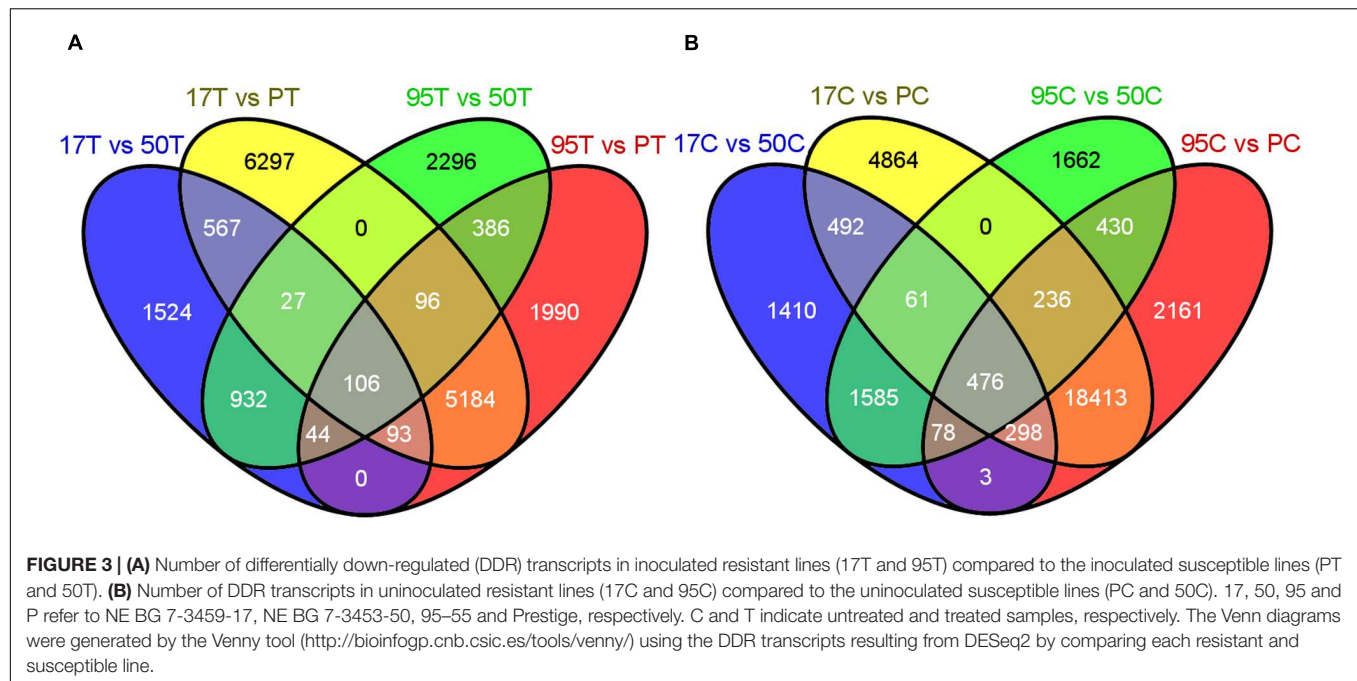 A
B
17T vs PT
95T vs 50T
17T vs 50T
95T vs PT
6297
2296
567
0
386
1524
27
96
1990
932
106
5184
44
93
0
17C vs PC
95C vs 50C
17C vs 50C
95C vs PC
4864
1662
492
0
430
1410
61
236
2161
1585
476
18413
78
298
3
FIGURE 3 | (A) Number of differentially down-regulated (DDR) transcripts in inoculated resistant lines (17T and 95T) compared to the inoculated susceptible lines (PT
and 50T). (B) Number of DDR transcripts in uninoculated resistant lines (17C and 95C) compared to the uninoculated susceptible lines (PC and 50C). 17, 50, 95 and
P refer to NE BG 7-3459-17, NE BG 7-3453-50, 95–55 and Prestige, respectively. C and T indicate untreated and treated samples, respectively. The Venn diagrams
were generated by the Venny tool (http://bioinfogp.cnb.csic.es/tools/venny/) using the DDR transcripts resulting from DESeq2 by comparing each resistant and
susceptible line.